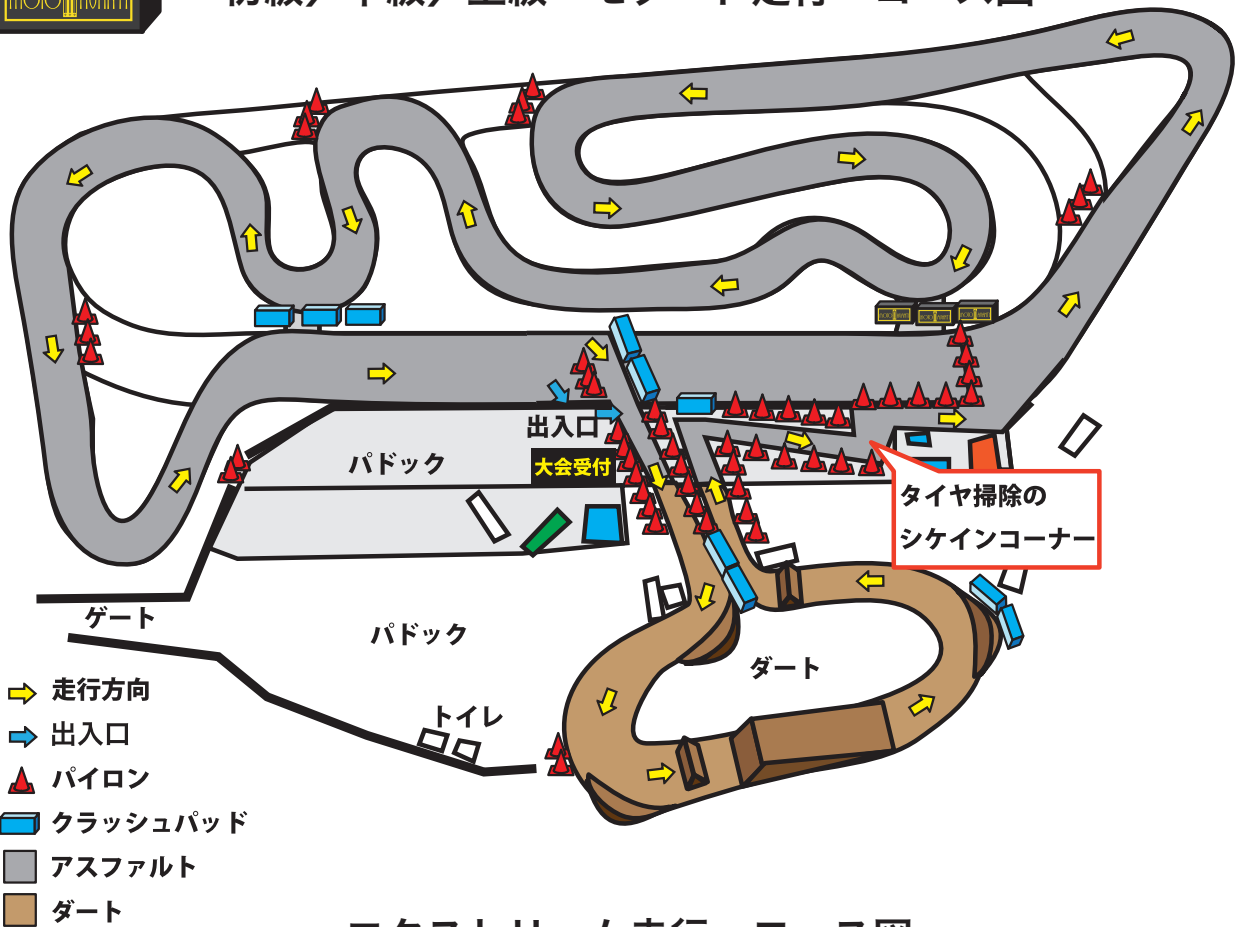 出入口
大会受付
パドック
タイヤ掃除の
シケインコーナー
ゲート
パドック
ダート
トイレ
走行方向
出入口
パイロン
クラッシュパッド
アスファルト
ダート